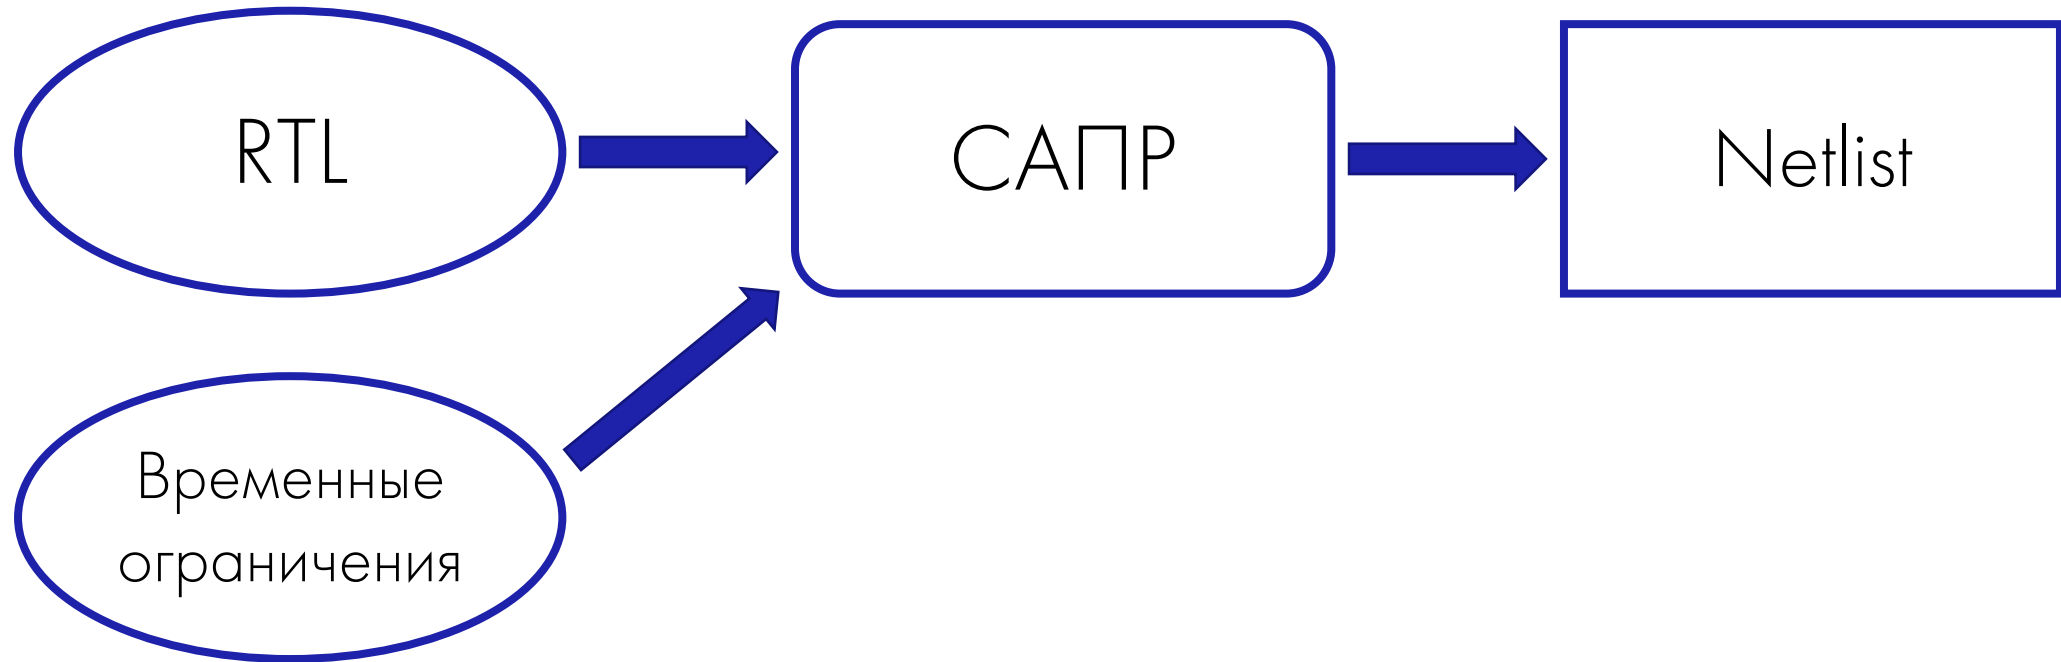 RTL
САПР
Netlist
Временные
ограничения